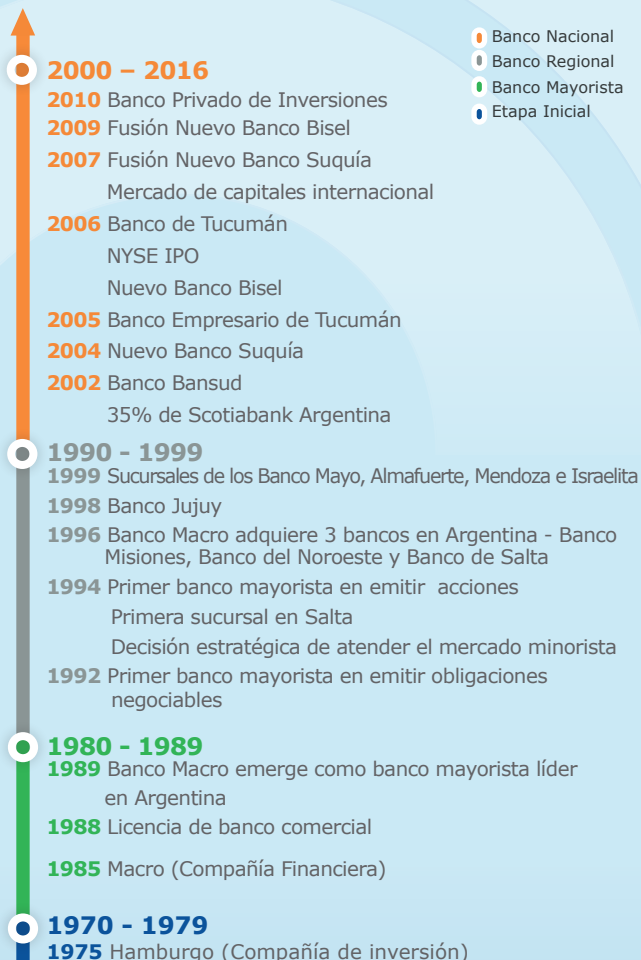 Banco Nacional
Banco Regional
Banco Mayorista
Etapa Inicial
2000 – 2016
2010 Banco Privado de Inversiones
2009 Fusión Nuevo Banco Bisel
2007 Fusión Nuevo Banco Suquía
Mercado de capitales internacional
2006 Banco de Tucumán
NYSE IPO
Nuevo Banco Bisel
2005 Banco Empresario de Tucumán
2004 Nuevo Banco Suquía
2002 Banco Bansud
35% de Scotiabank Argentina
1990 - 1999
1999 Sucursales de los Banco Mayo, Almafuerte, Mendoza e Israelita
1998 Banco Jujuy
1996 Banco Macro adquiere 3 bancos en Argentina - Banco
Misiones, Banco del Noroeste y Banco de Salta
1994 Primer banco mayorista en emitir acciones
Primera sucursal en Salta
Decisión estratégica de atender el mercado minorista
1992 Primer banco mayorista en emitir obligaciones
negociables
1980 - 1989
1989 Banco Macro emerge como banco mayorista líder
en Argentina
1988 Licencia de banco comercial
1985 Macro (Compañía Financiera)
1970 - 1979
1975 Hamburgo (Compañía de inversión)